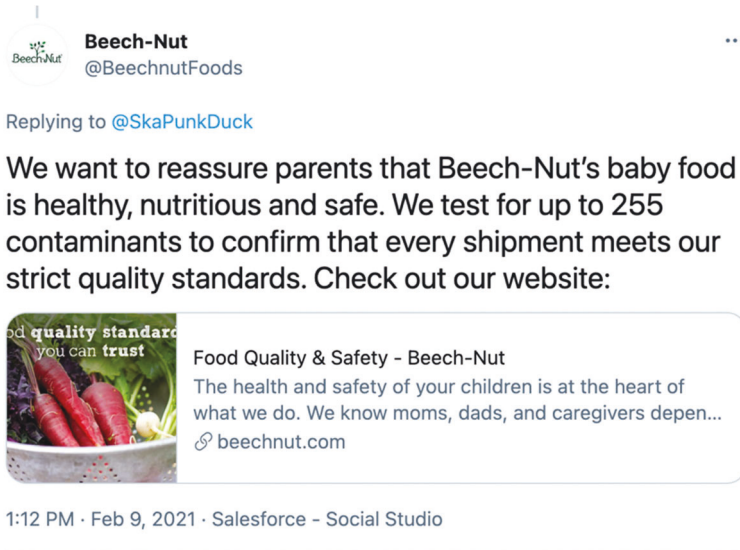 Beech-Nut
Beech-Nut
@BeechnutFoods
Replying to @SkaPunkDuck
We want to reassure parents that Beech-Nut's baby food
is healthy, nutritious and safe. We test for up to 255
contaminants to confirm that every shipment meets our
strict quality standards. Check out our website:
od quality standard
you can trust
Food Quality & Safety - Beech-Nut
The health and safety of your children is at the heart of
what we do. We know moms, dads, and caregivers depen...
beechnut.com
1:12 PM · Feb 9, 2021 · Salesforce - Social Studio